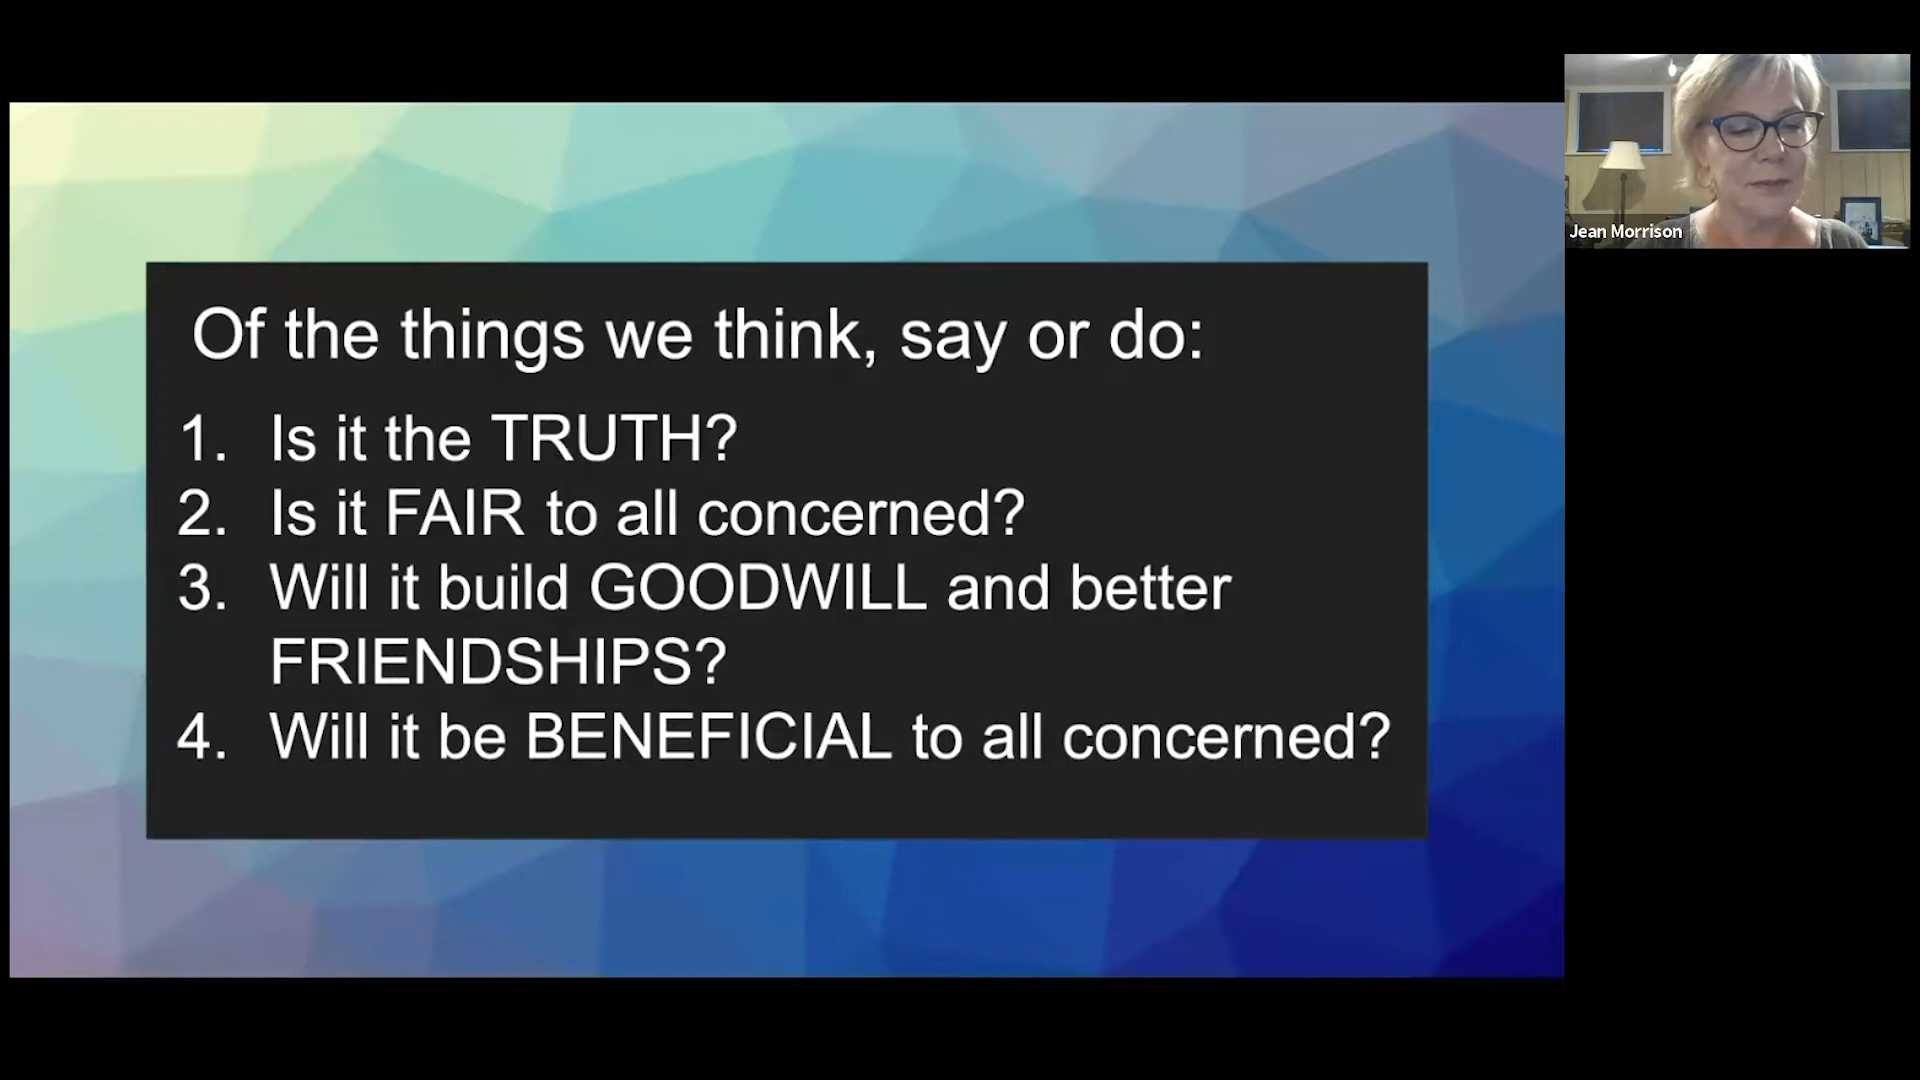 Of the things we think, say or do:
1. Is it the TRUTH?
2. Is it FAIR to all concerned?
3. Will it build GOODWILL and better
FRIENDSHIPS?
4. Will it be BENEFICIAL to all concerned?
Jean Morrison